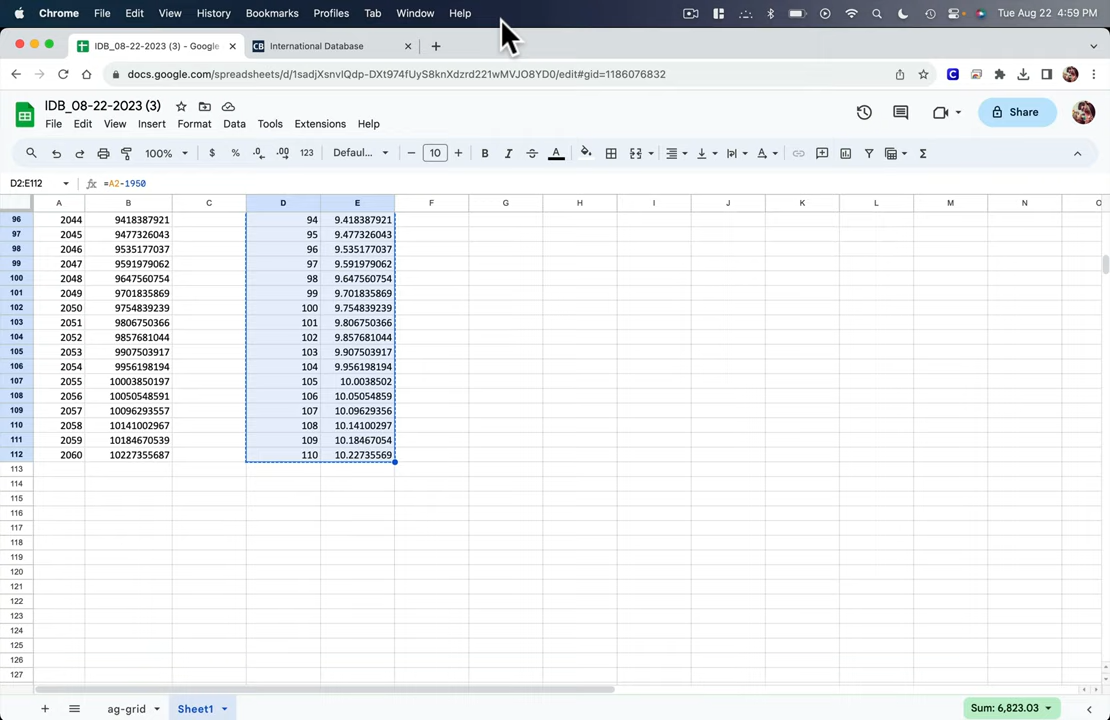 Chrome File Edit View History Bookmarks Profiles Tab Window Help Tue Aug 22 4:59 PM
IDB_08-22-2023 (3) - Google International Database
docs.google.com/spreadsheets/d/1sadjXsnvIQdp-DXt974fUyS8knXdzrd221wMVJO8YD0/edit#gid=1186076832
IDB_08-22-2023 (3)
File Edit View Insert Format Data Tools Extensions Help
Share
100% $ % .0 .00 123 Defaul... 10 B I A
D2:E112 fx =A2-1950
A B C D E F G H I J K L M N O
96 2044 9418387921 94 9.418387921
97 2045 9477326043 95 9.477326043
98 2046 9535177037 96 9.535177037
99 2047 9591979062 97 9.591979062
100 2048 9647560754 98 9.647560754
101 2049 9701835869 99 9.701835869
102 2050 9754839239 100 9.754839239
103 2051 9806750366 101 9.806750366
104 2052 9857681044 102 9.857681044
105 2053 9907503917 103 9.907503917
106 2054 9956198194 104 9.956198194
107 2055 10003850197 105 10.0038502
108 2056 10050548591 106 10.05054859
109 2057 10096293557 107 10.09629356
110 2058 10141002967 108 10.14100297
111 2059 10184670539 109 10.18467054
112 2060 10227355687 110 10.22735569
113
114
115
116
117
118
119
120
121
122
123
124
125
126
127
ag-grid Sheet1 Sum: 6,823.03